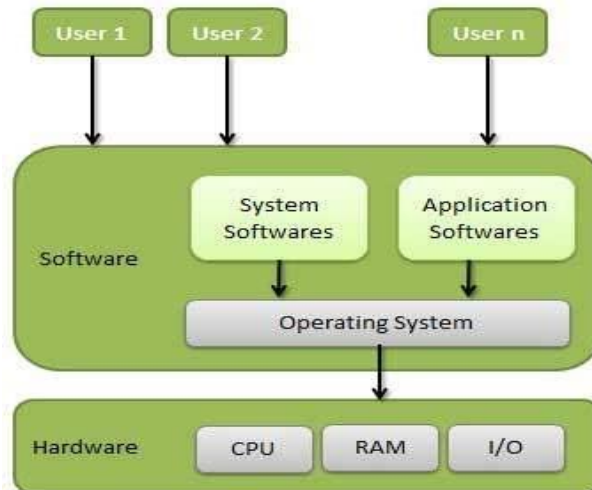 User 1
User 2
User n
System
Softwares
Application
Softwares
Software
Operating System
Hardware
CPU
RAM
I/O